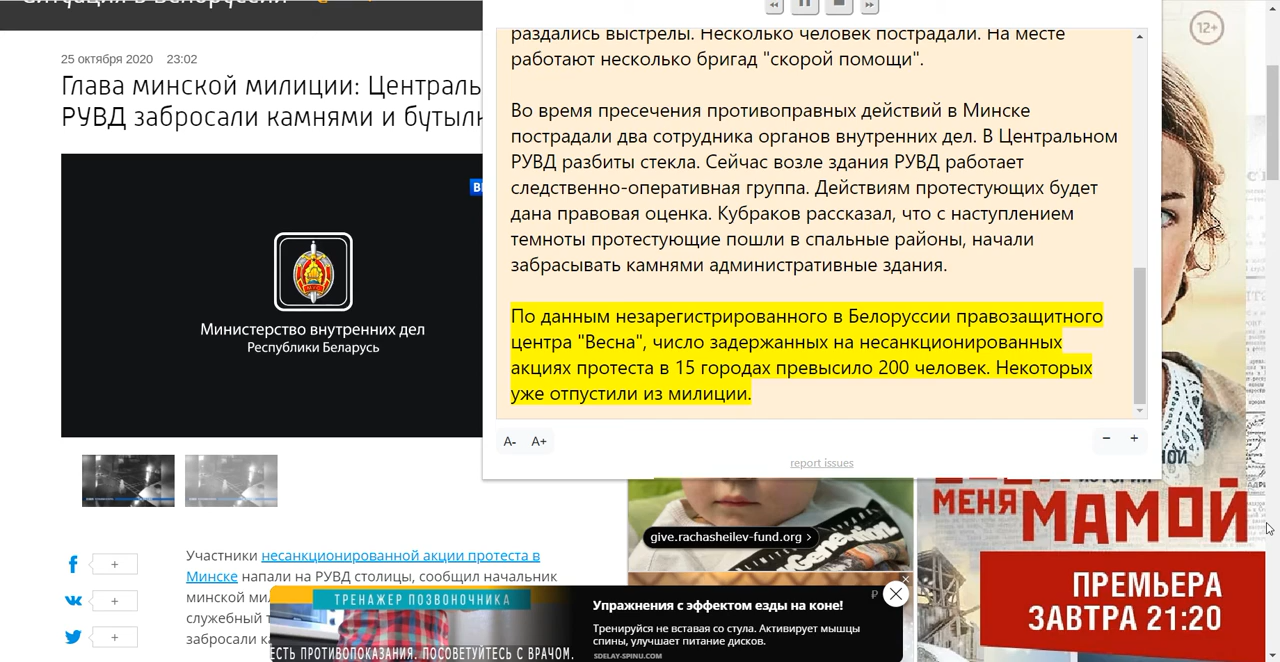 25 октября 2020 23:02
Глава минской милиции:
РУВД забросали камнями и
Министерство внутренних дел
Республики Беларусь
+
+
+
Участники несанкционированной акции протеста в
Минске напали на РУВД столицы, сообщил начальник
служебный
забросали
раздались выстрелы. Несколько человек пострадали. На месте
работают несколько бригад "скорой помощи".
Во время пресечения противоправных действий в Минске
пострадали два сотрудника органов внутренних дел. В Центральном
РУВД разбиты стекла. Сейчас возле здания РУВД работает
следственно-оперативная группа. Действиям протестующих будет
дана правовая оценка. Кубраков рассказал, что с наступлением
темноты протестующие пошли в спальные районы, начали
забрасывать камнями административные здания.
По данным незарегистрированного в Белоруссии правозащитного
центра "Весна", число задержанных на несанкционированных
акциях протеста в 15 городах превысило 200 человек. Некоторых
уже отпустили из милиции.
A- A+
− +
report issues
give.rachasheilev-fund.org >
ТРЕНАЖЕР ПОЗВОНОЧНИКА
ЕСТЬ ПРОТИВОПОКАЗАНИЯ. ПОСОВЕТУЙТЕСЬ С ВРАЧОМ.
Упражнения с эффектом езды на коне!
Тренируйся не вставая со стула. Активирует мышцы
спины, улучшает питание дисков.
SDELAY-SPINU.COM
12+
МЕНЯ МАМОЙ
ПРЕМЬЕРА
ЗАВТРА 21:20